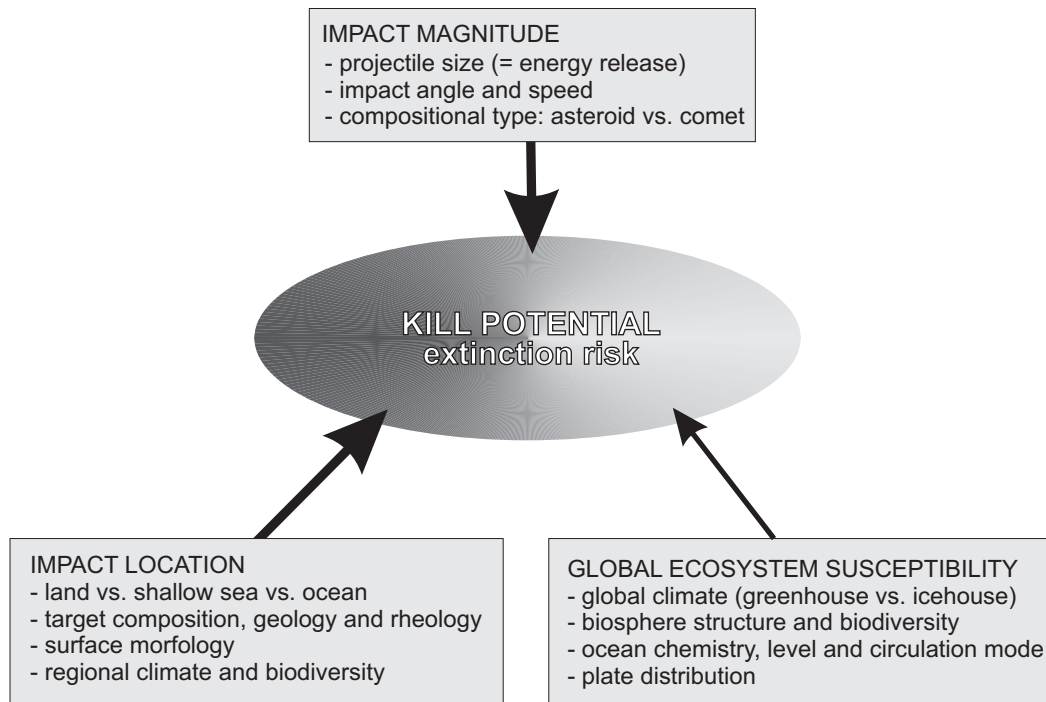 IMPACT MAGNITUDE
- projectile size (= energy release)
- impact angle and speed
- compositional type: asteroid vs. comet
KILL POTENTIAL
extinction risk
IMPACT LOCATION
- land vs. shallow sea vs. ocean
- target composition, geology and rheology
- surface morfology
- regional climate and biodiversity
GLOBAL ECOSYSTEM SUSCEPTIBILITY
- global climate (greenhouse vs. icehouse)
- biosphere structure and biodiversity
- ocean chemistry, level and circulation mode
- plate distribution